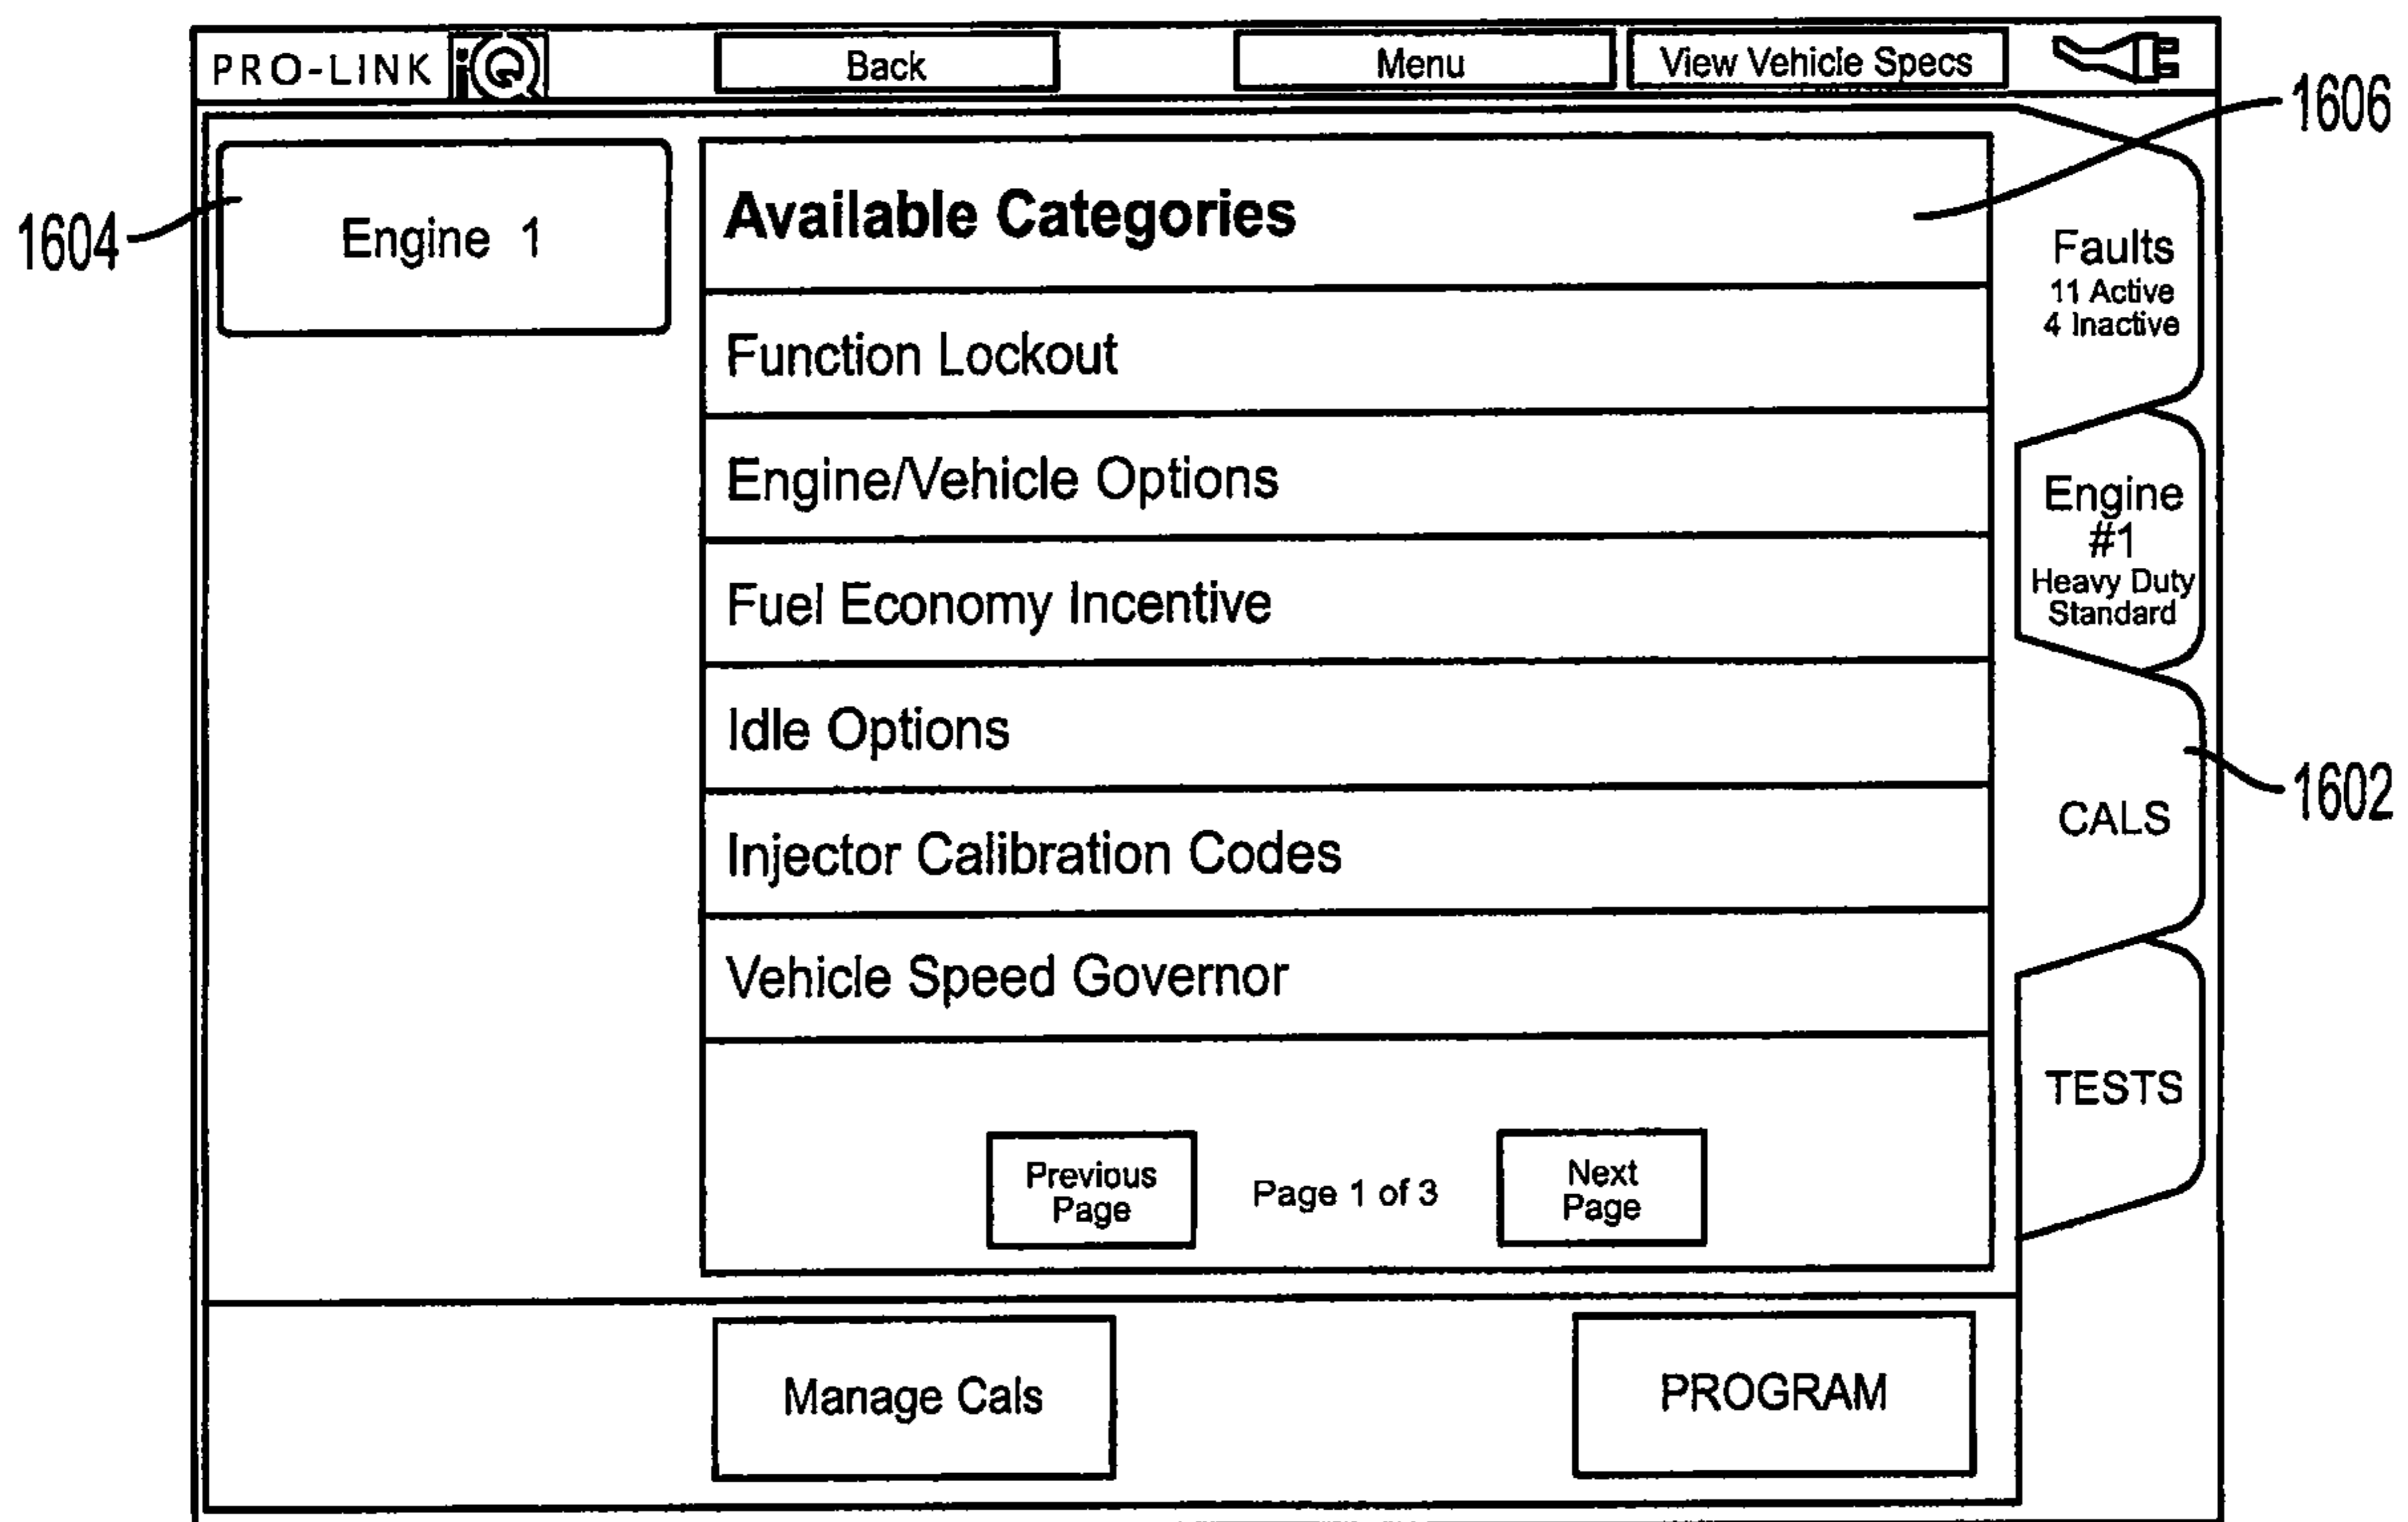 PRO-LINK iQ
Back
Menu
View Vehicle Specs
1606
1604
Engine 1
Available Categories
Function Lockout
Engine/Vehicle Options
Fuel Economy Incentive
Idle Options
Injector Calibration Codes
Vehicle Speed Governor
Previous
Page
Page 1 of 3
Next
Page
Faults
11 Active
4 Inactive
Engine
#1
Heavy Duty
Standard
CALS
1602
TESTS
Manage Cals
PROGRAM